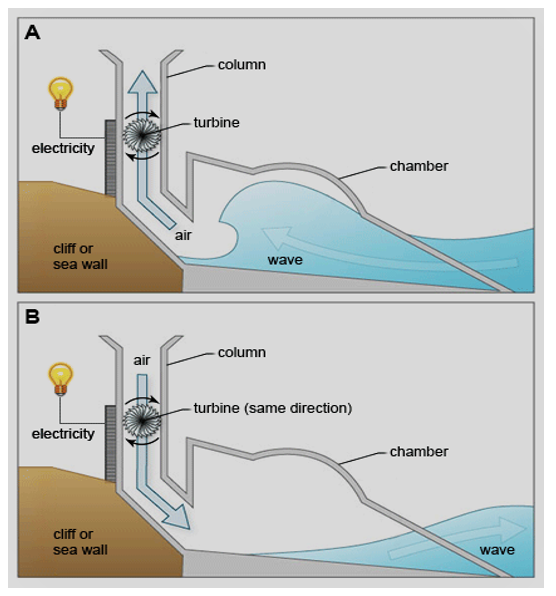 A
column
turbine
electricity
chamber
air
cliff or
sea wall
wave
B
air
column
turbine (same direction)
electricity
chamber
cliff or
sea wall
wave